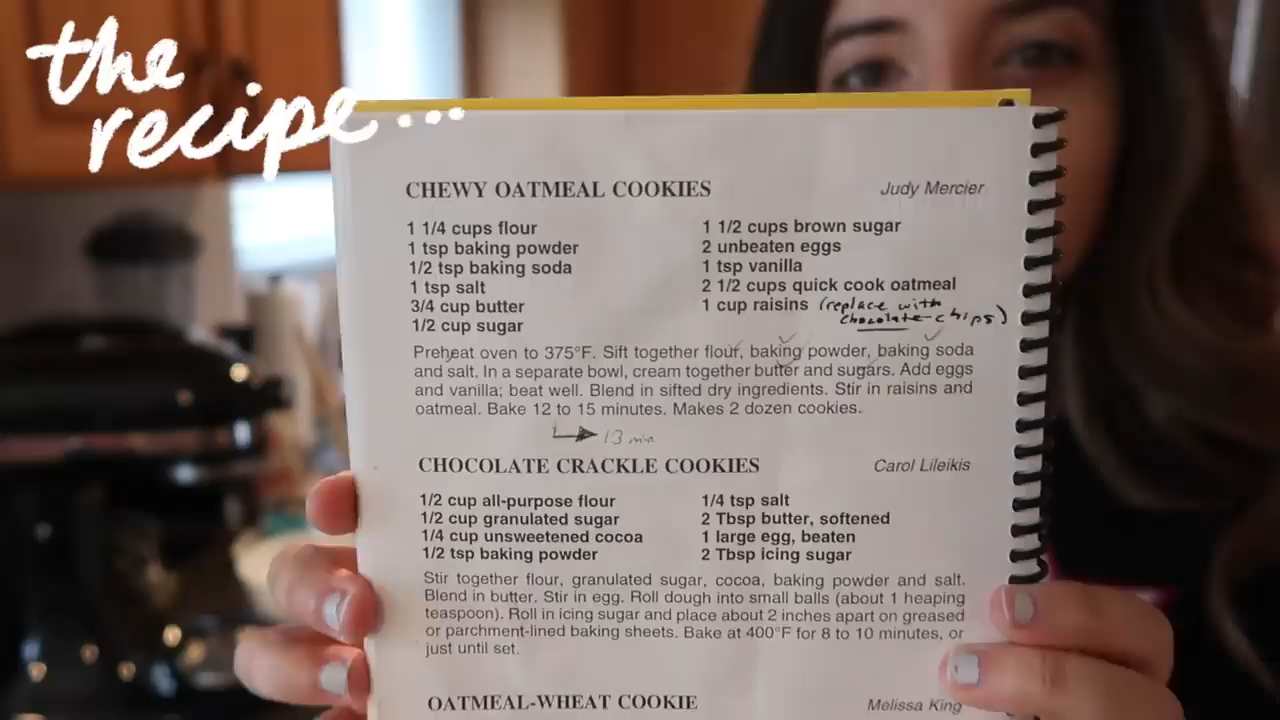 the
recipe...
CHEWY OATMEAL COOKIES Judy Mercier
1 1/4 cups flour
1 tsp baking powder
1/2 tsp baking soda
1 tsp salt
3/4 cup butter
1/2 cup sugar
1 1/2 cups brown sugar
2 unbeaten eggs
1 tsp vanilla
2 1/2 cups quick cook oatmeal
1 cup raisins (replace with
chocolate chips)
Preheat oven to 375°F. Sift together flour, baking powder, baking soda
and salt. In a separate bowl, cream together butter and sugars. Add eggs
and vanilla; beat well. Blend in sifted dry ingredients. Stir in raisins and
oatmeal. Bake 12 to 15 minutes. Makes 2 dozen cookies.
13 min
CHOCOLATE CRACKLE COOKIES Carol Lileikis
1/2 cup all-purpose flour
1/2 cup granulated sugar
1/4 cup unsweetened cocoa
1/2 tsp baking powder
1/4 tsp salt
2 Tbsp butter, softened
1 large egg, beaten
2 Tbsp icing sugar
Stir together flour, granulated sugar, cocoa, baking powder and salt.
Blend in butter. Stir in egg. Roll dough into small balls (about 1 heaping
teaspoon). Roll in icing sugar and place about 2 inches apart on greased
or parchment-lined baking sheets. Bake at 400°F for 8 to 10 minutes, or
just until set.
OATMEAL-WHEAT COOKIE Melissa King